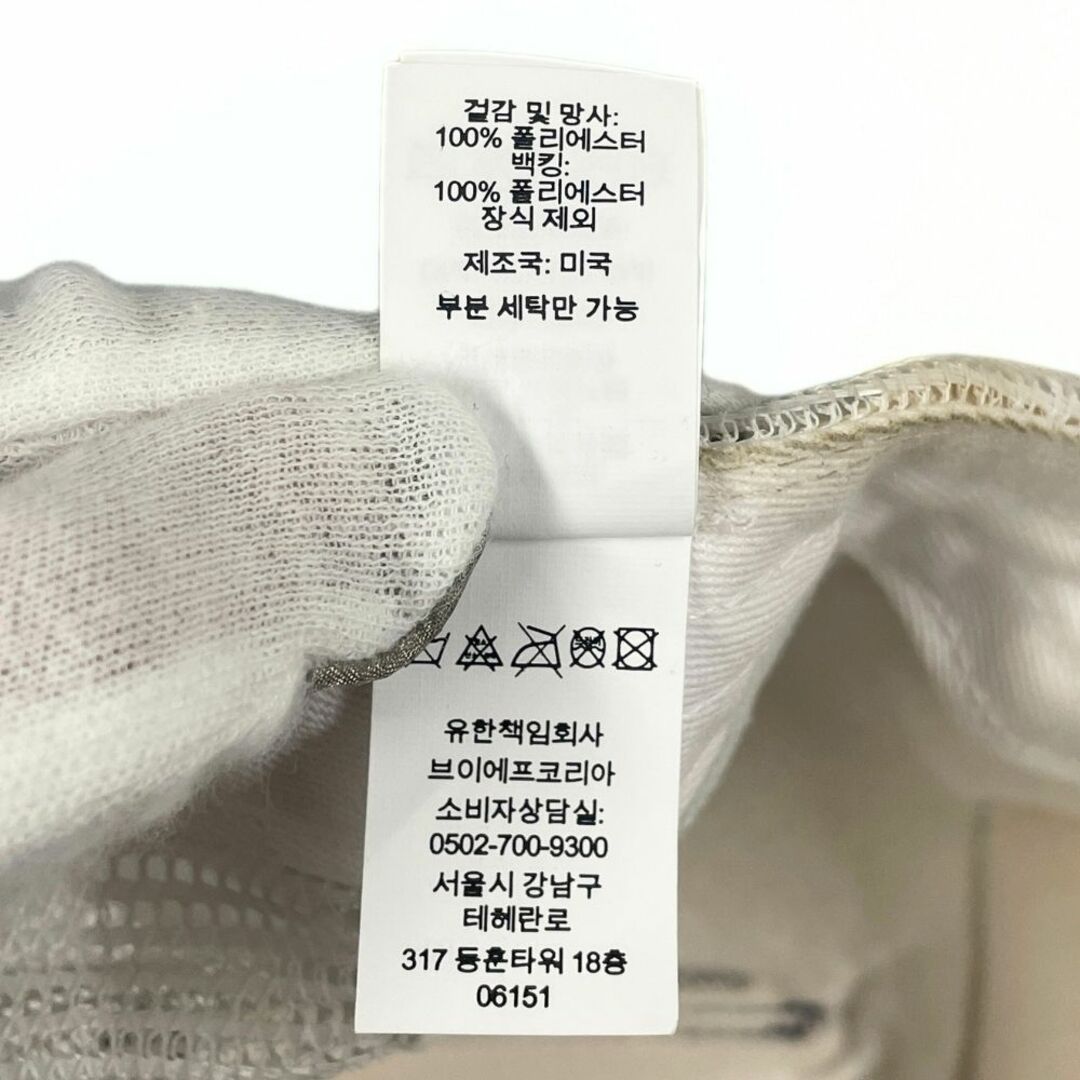 겉감 및 망사:
100% 폴리에스터
백킹:
100% 폴리에스터
장식 제외
제조국: 미국
부분 세탁만 가능
유한책임회사
브이에프코리아
소비자상담실:
0502-700-9300
서울시 강남구
테헤란로
317 등훈타워 18층
06151